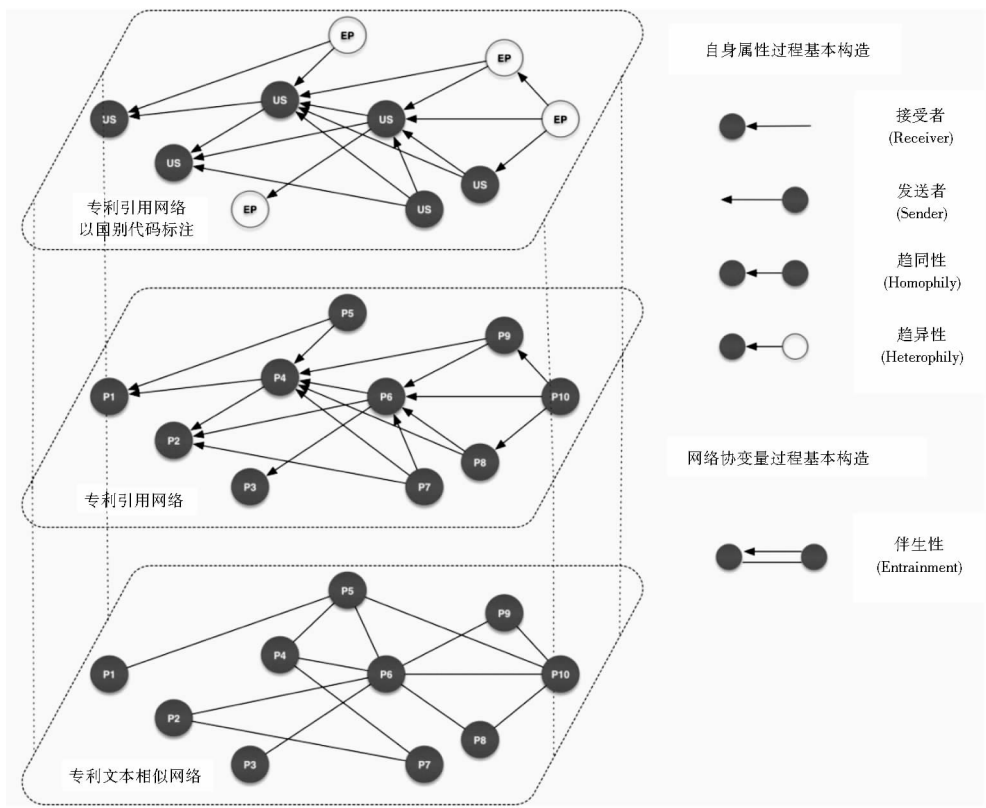 EP
EP
US
US
US
EP
US
US
EP
US
专利引用网络
以国别代码标注
P5
P9
P4
P1
P6
P10
P2
P8
P3
P7
专利引用网络
P5
P9
P4
P1
P6
P10
P2
P8
P3
P7
专利文本相似网络
自身属性过程基本构造
接受者
(Receiver)
发送者
(Sender)
趋同性
(Homophily)
趋异性
(Heterophily)
网络协变量过程基本构造
伴生性
(Entrainment)